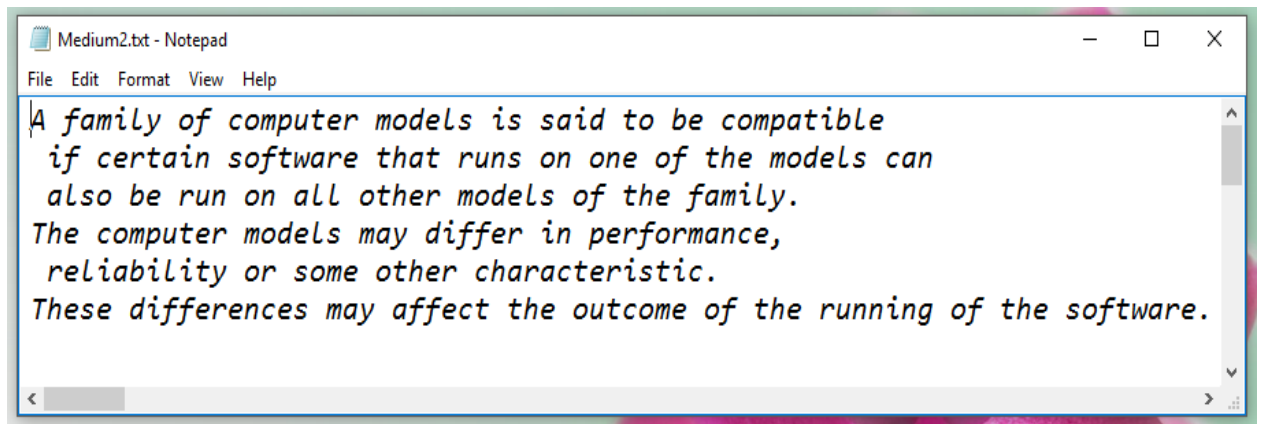 Medium2.txt - Notepad
File Edit Format View Help
A family of computer models is said to be compatible
if certain software that runs on one of the models can
also be run on all other models of the family.
The computer models may differ in performance,
reliability or some other characteristic.
These differences may affect the outcome of the running of the software.